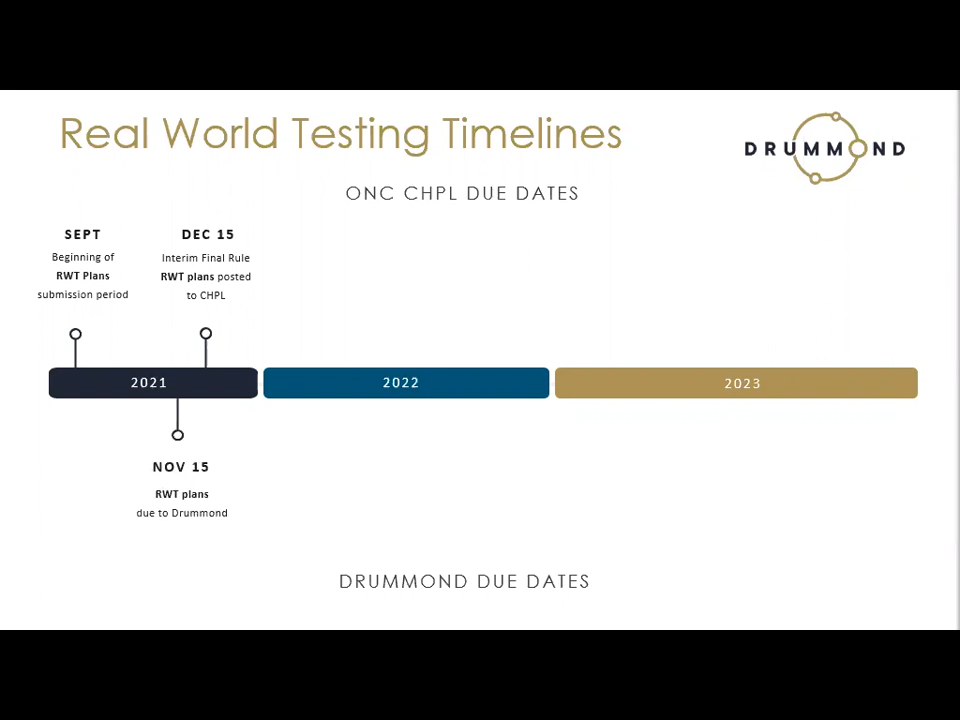 Real World Testing Timelines
DRUMMOND
ONC CHPL DUE DATES
SEPT
Beginning of
RWT Plans
submission period
DEC 15
Interim Final Rule
RWT plans posted
to CHPL
2021
2022
2023
NOV 15
RWT plans
due to Drummond
DRUMMOND DUE DATES